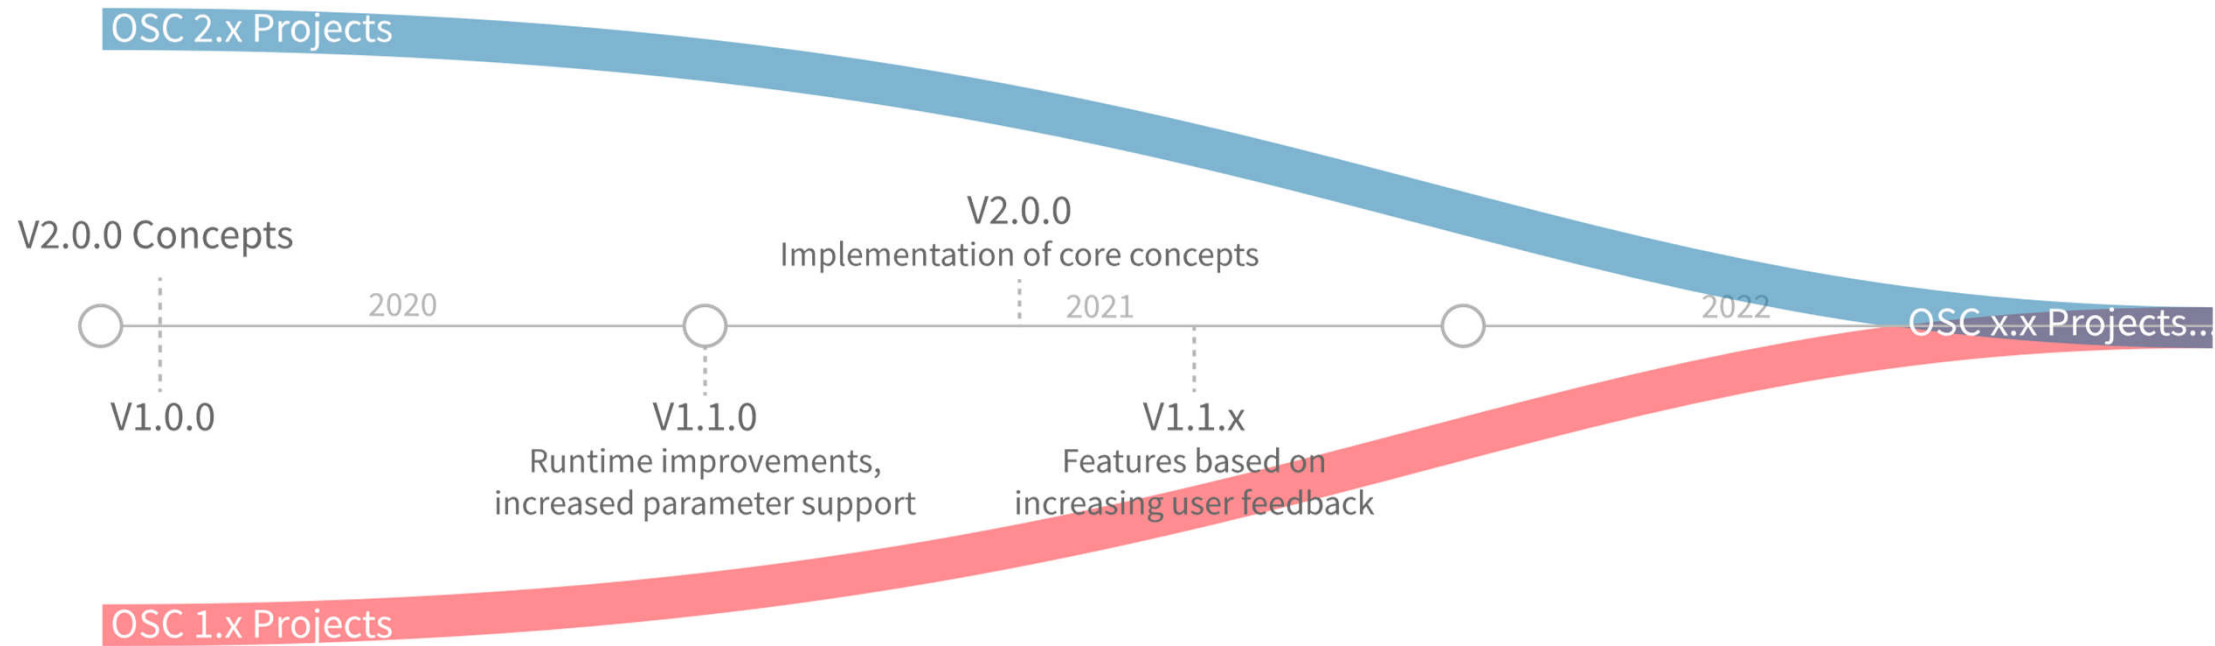 OSC 2.x Projects
V2.0.0
Implementation of core concepts
V2.0.0 Concepts
2020
2021
2022
OSC x.x Projects...
V1.0.0
V1.1.0
Runtime improvements,
increased parameter support
V1.1.x
Features based on
increasing user feedback
OSC 1.x Projects